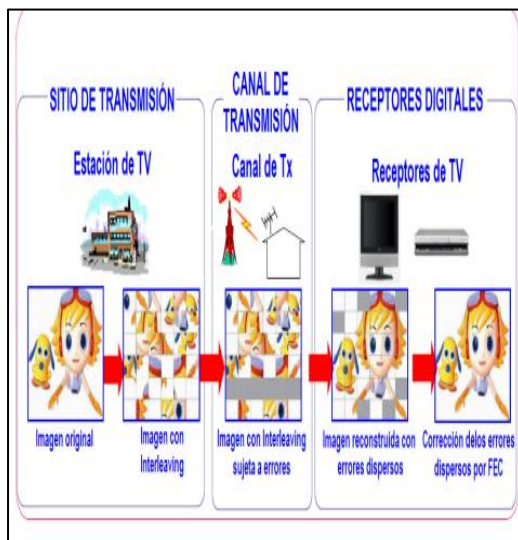 SITIO DE TRANSMISIÓN
Estación de TV
Imagen original
Imagen con
Interleaving
CANAL DE
TRANSMISIÓN
Canal de Tx
Imagen con Interleaving
sujeta a errores
RECEPTORES DIGITALES
Receptores de TV
Imagen reconstruida con
errores dispersos
Corrección delos errores
dispersos por FEC